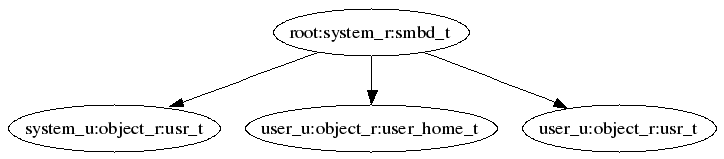 root:system_r:smbd_t
system_u:object_r:usr_t
user_u:object_r:user_home_t
user_u:object_r:usr_t